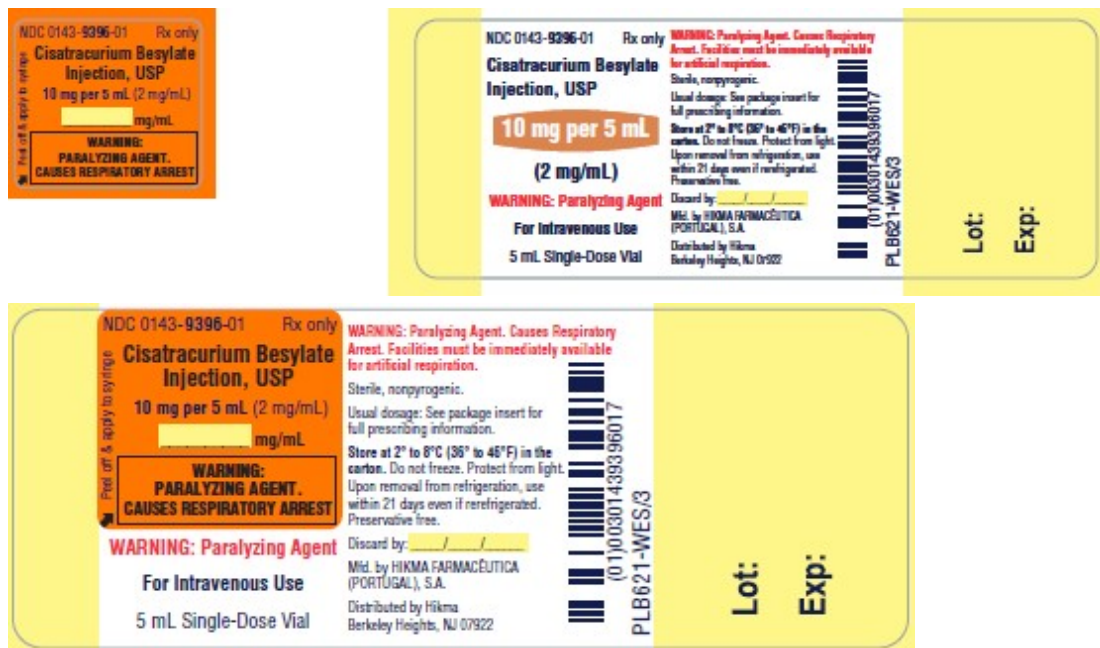 NDC 0143-9396-01 Rx only
Cisatracurium Besylate
Injection, USP
10 mg per 5 mL (2 mg/mL)
mg/mL
WARNING:
PARALYZING AGENT.
CAUSES RESPIRATORY ARREST
Peel off & apply to syringe
NDC 0143-9396-01 Rx only
Cisatracurium Besylate
Injection, USP
10 mg per 5 mL
(2 mg/mL)
WARNING: Paralyzing Agent
For Intravenous Use
5 mL Single-Dose Vial
WARNING: Paralyzing Agent. Causes Respiratory
Arrest. Facilities must be immediately available
for artificial respiration.
Sterile, nonpyrogenic.
Usual dosage: See package insert for
full prescribing information.
Store at 2° to 8°C (36° to 46°F) in the
carton. Do not freeze. Protect from light.
Upon removal from refrigeration, use
within 21 days even if rerefrigerated.
Preservative free.
Discard by: ____/____/____
Mfd. by HIKMA FARMACÊUTICA
(PORTUGAL), S.A.
Distributed by Hikma
Berkeley Heights, NJ 07922
(01)00301439396017
PLB621-WES/3
Lot:
Exp:
NDC 0143-9396-01 Rx only
Cisatracurium Besylate
Injection, USP
10 mg per 5 mL (2 mg/mL)
mg/mL
WARNING:
PARALYZING AGENT.
CAUSES RESPIRATORY ARREST
Peel off & apply to syringe
WARNING: Paralyzing Agent
For Intravenous Use
5 mL Single-Dose Vial
WARNING: Paralyzing Agent. Causes Respiratory
Arrest. Facilities must be immediately available
for artificial respiration.
Sterile, nonpyrogenic.
Usual dosage: See package insert for
full prescribing information.
Store at 2° to 8°C (36° to 46°F) in the
carton. Do not freeze. Protect from light.
Upon removal from refrigeration, use
within 21 days even if rerefrigerated.
Preservative free.
Discard by: ____/____/____
Mfd. by HIKMA FARMACÊUTICA
(PORTUGAL), S.A.
Distributed by Hikma
Berkeley Heights, NJ 07922
(01)00301439396017
PLB621-WES/3
Lot:
Exp: